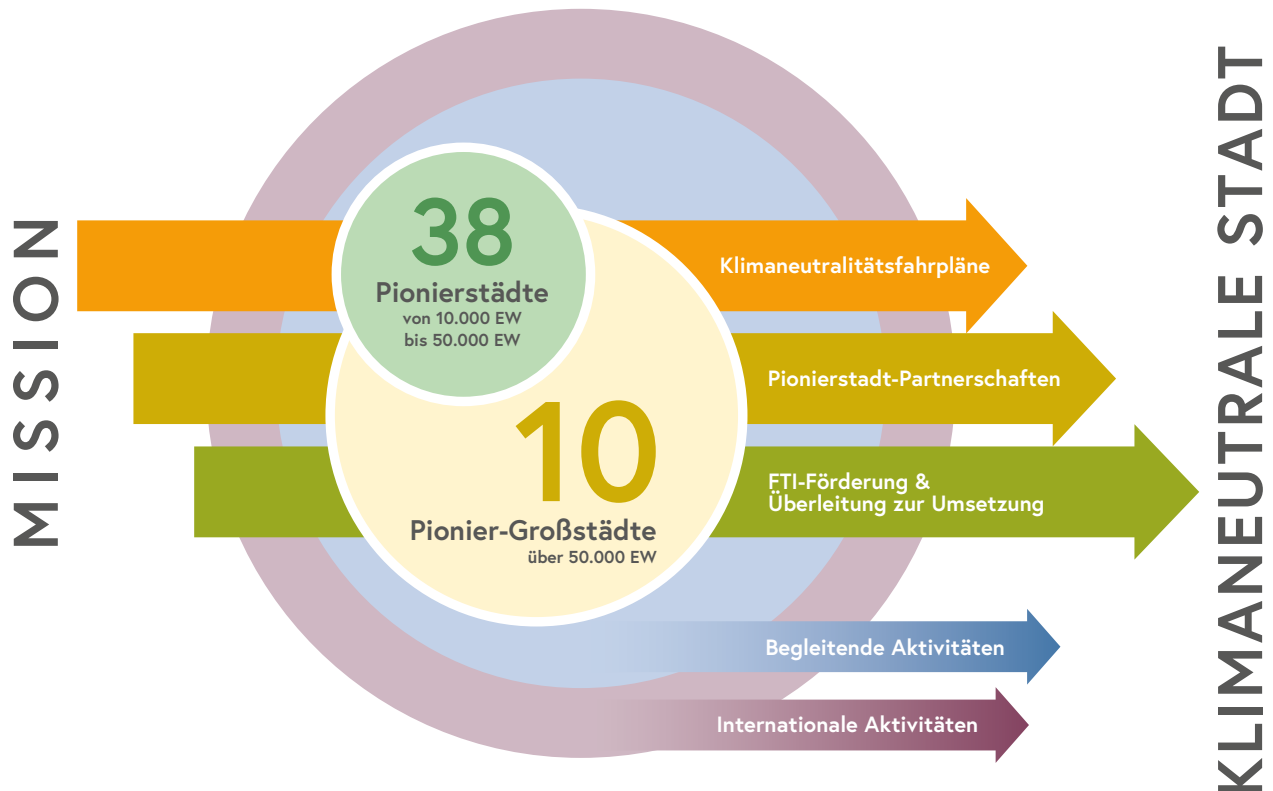 MISSION
38
Pionierstädte
von 10.000 EW
bis 50.000 EW
10
Pionier-Großstädte
über 50.000 EW
Klimaneutralitätsfahrpläne
Pionierstadt-Partnerschaften
FTI-Förderung &
Überleitung zur Umsetzung
Begleitende Aktivitäten
Internationale Aktivitäten
KLIMANEUTRALE STADT